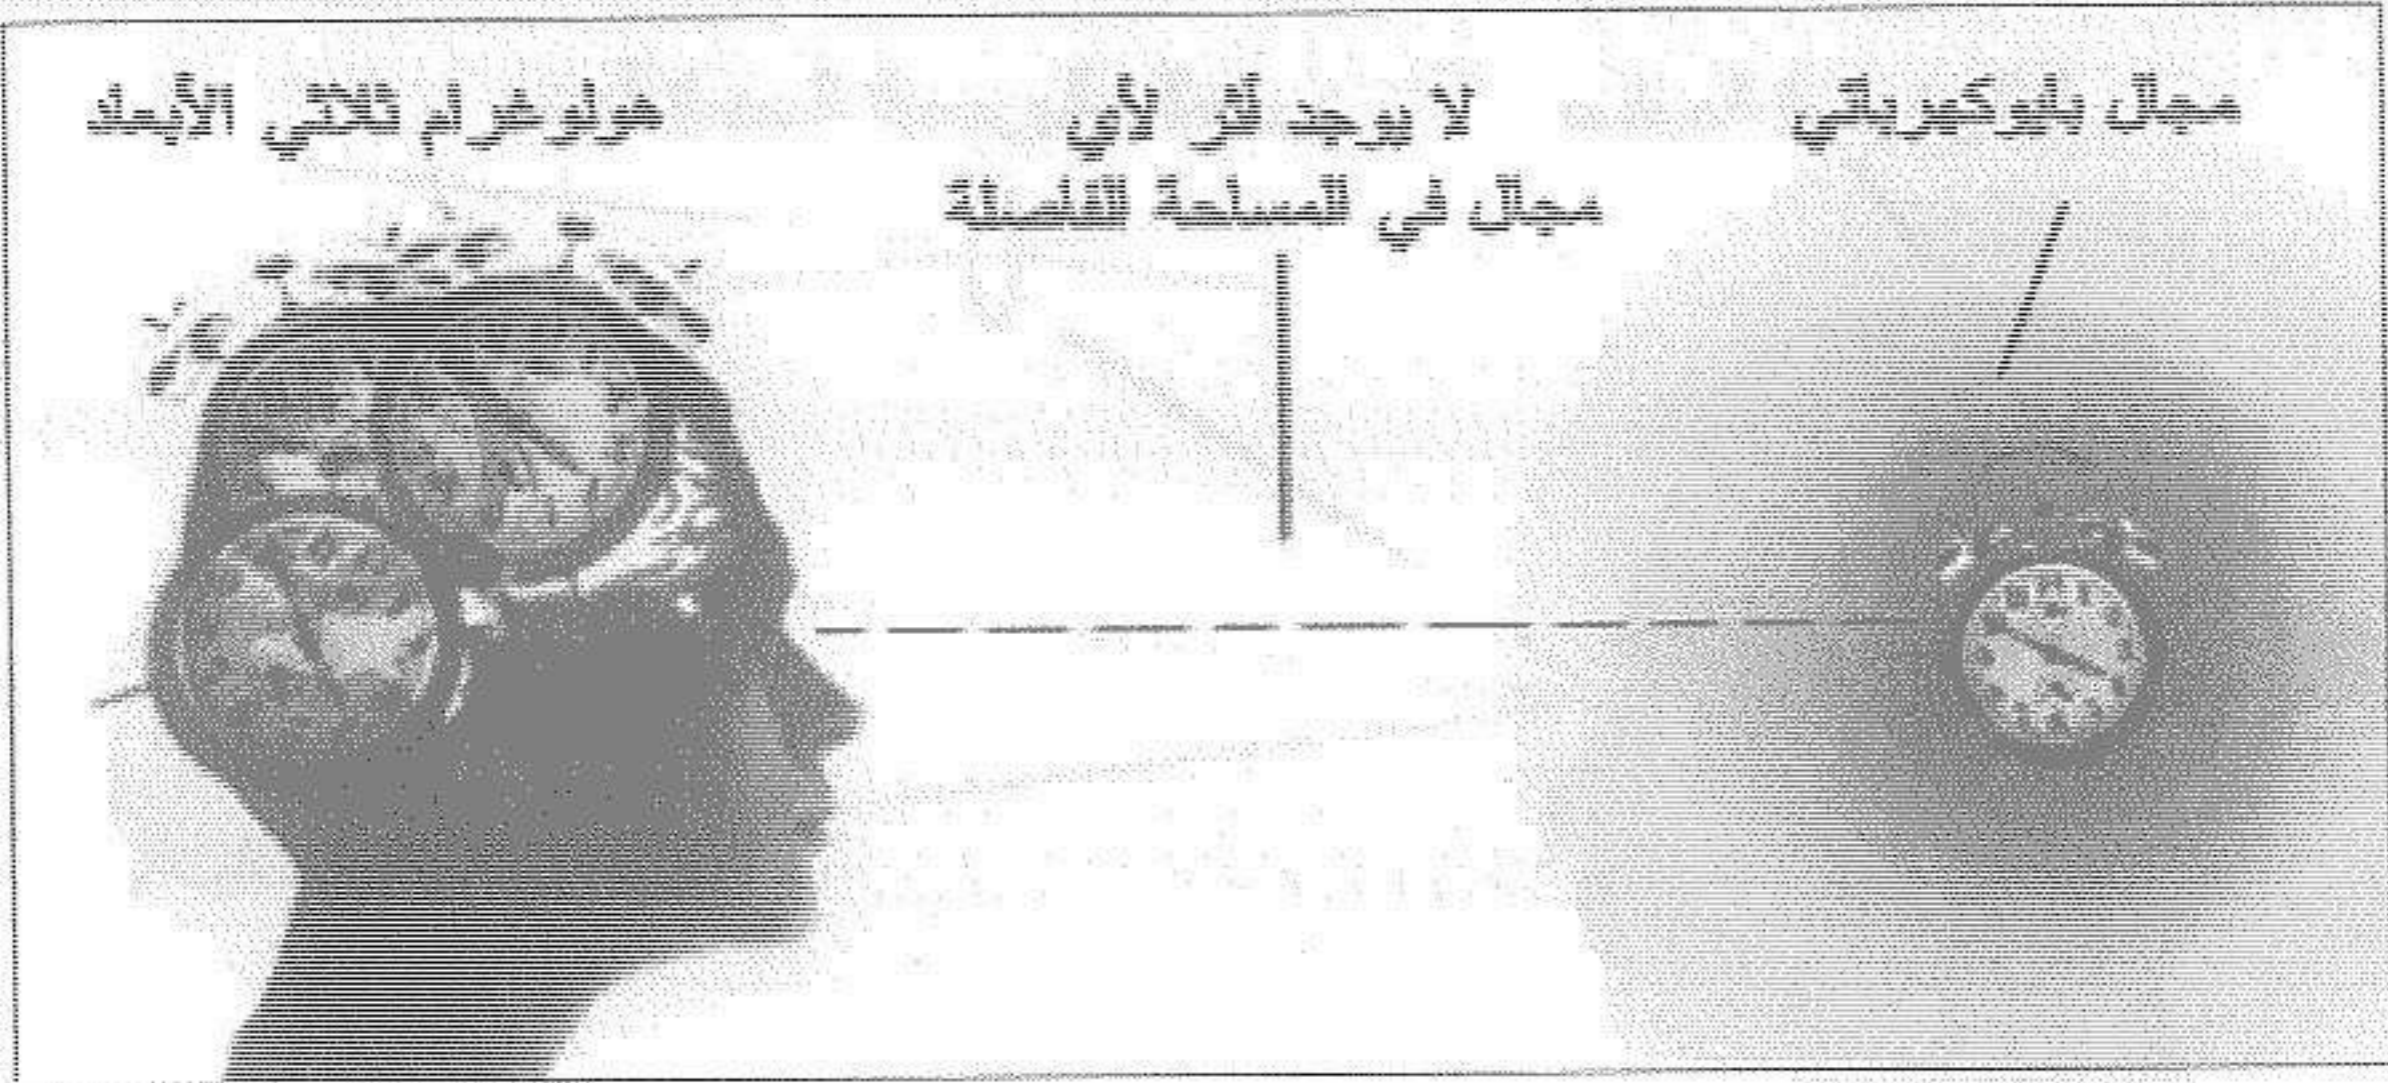 مجال بايوكهربائي
لا يوجد أثر لأي
مجال في المساحة الفاصلة
هولوغرام ثلاثي الأبعاد